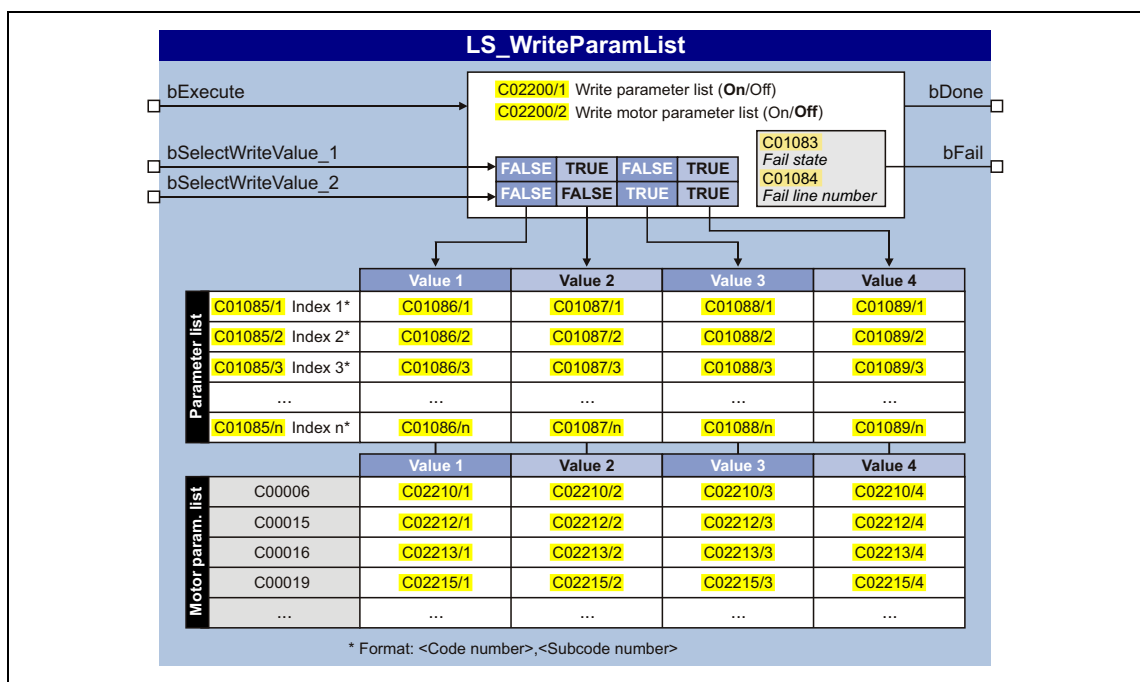 LS_WriteParamList
bExecute
C02200/1 Write parameter list (On/Off)
bDone
C02200/2 Write motor parameter list (On/Off)
C01083
Fail state
C01084
Fail line number
bFail
bSelectWriteValue_1
FALSE TRUE FALSE TRUE
bSelectWriteValue_2
FALSE FALSE TRUE TRUE
Parameter list
Value 1 Value 2 Value 3 Value 4
C01085/1 Index 1* C01086/1 C01087/1 C01088/1 C01089/1
C01085/2 Index 2* C01086/2 C01087/2 C01088/2 C01089/2
C01085/3 Index 3* C01086/3 C01087/3 C01088/3 C01089/3
... ... ... ... ...
C01085/n Index n* C01086/n C01087/n C01088/n C01089/n
Motor param. list
Value 1 Value 2 Value 3 Value 4
C00006 C02210/1 C02210/2 C02210/3 C02210/4
C00015 C02212/1 C02212/2 C02212/3 C02212/4
C00016 C02213/1 C02213/2 C02213/3 C02213/4
C00019 C02215/1 C02215/2 C02215/3 C02215/4
... ... ... ... ...
* Format: <Code number>,<Subcode number>